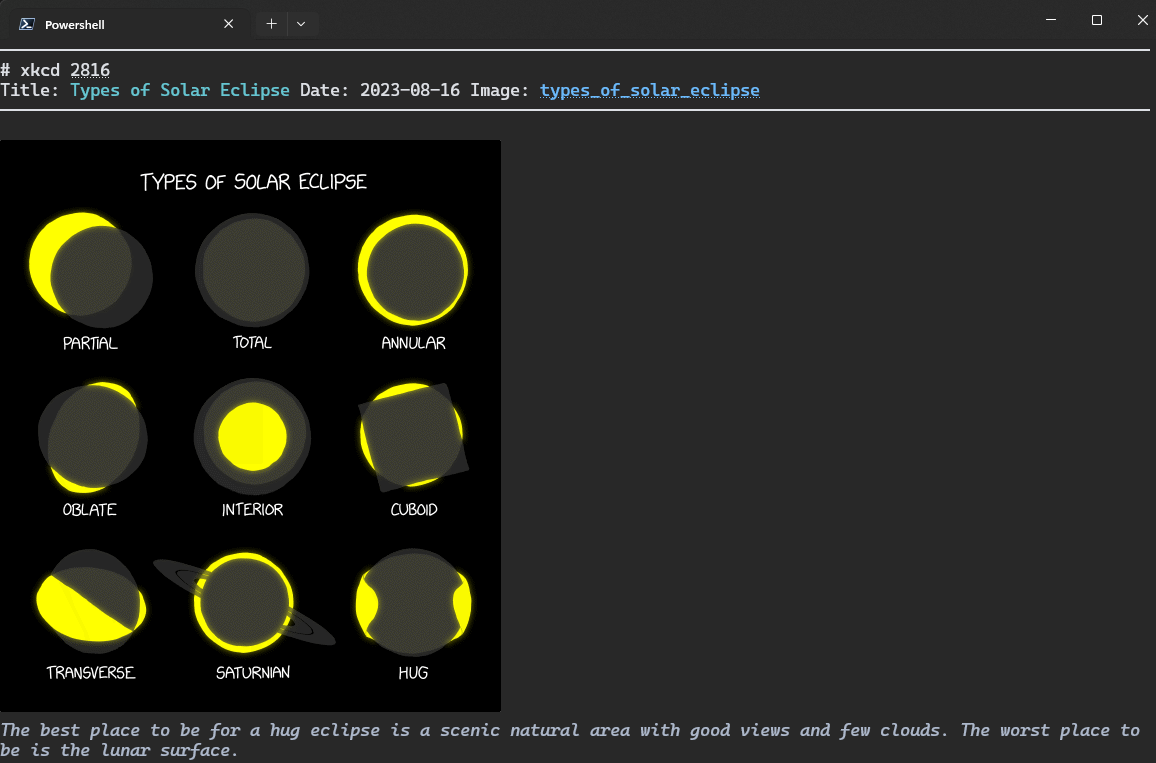 Powershell
# xkcd 2816
Title: Types of Solar Eclipse Date: 2023-08-16 Image: types_of_solar_eclipse
TYPES OF SOLAR ECLIPSE
PARTIAL TOTAL ANNULAR
OBLATE INTERIOR CUBOID
TRANSVERSE SATURNIAN HUG
The best place to be for a hug eclipse is a scenic natural area with good views and few clouds. The worst place to
be is the lunar surface.